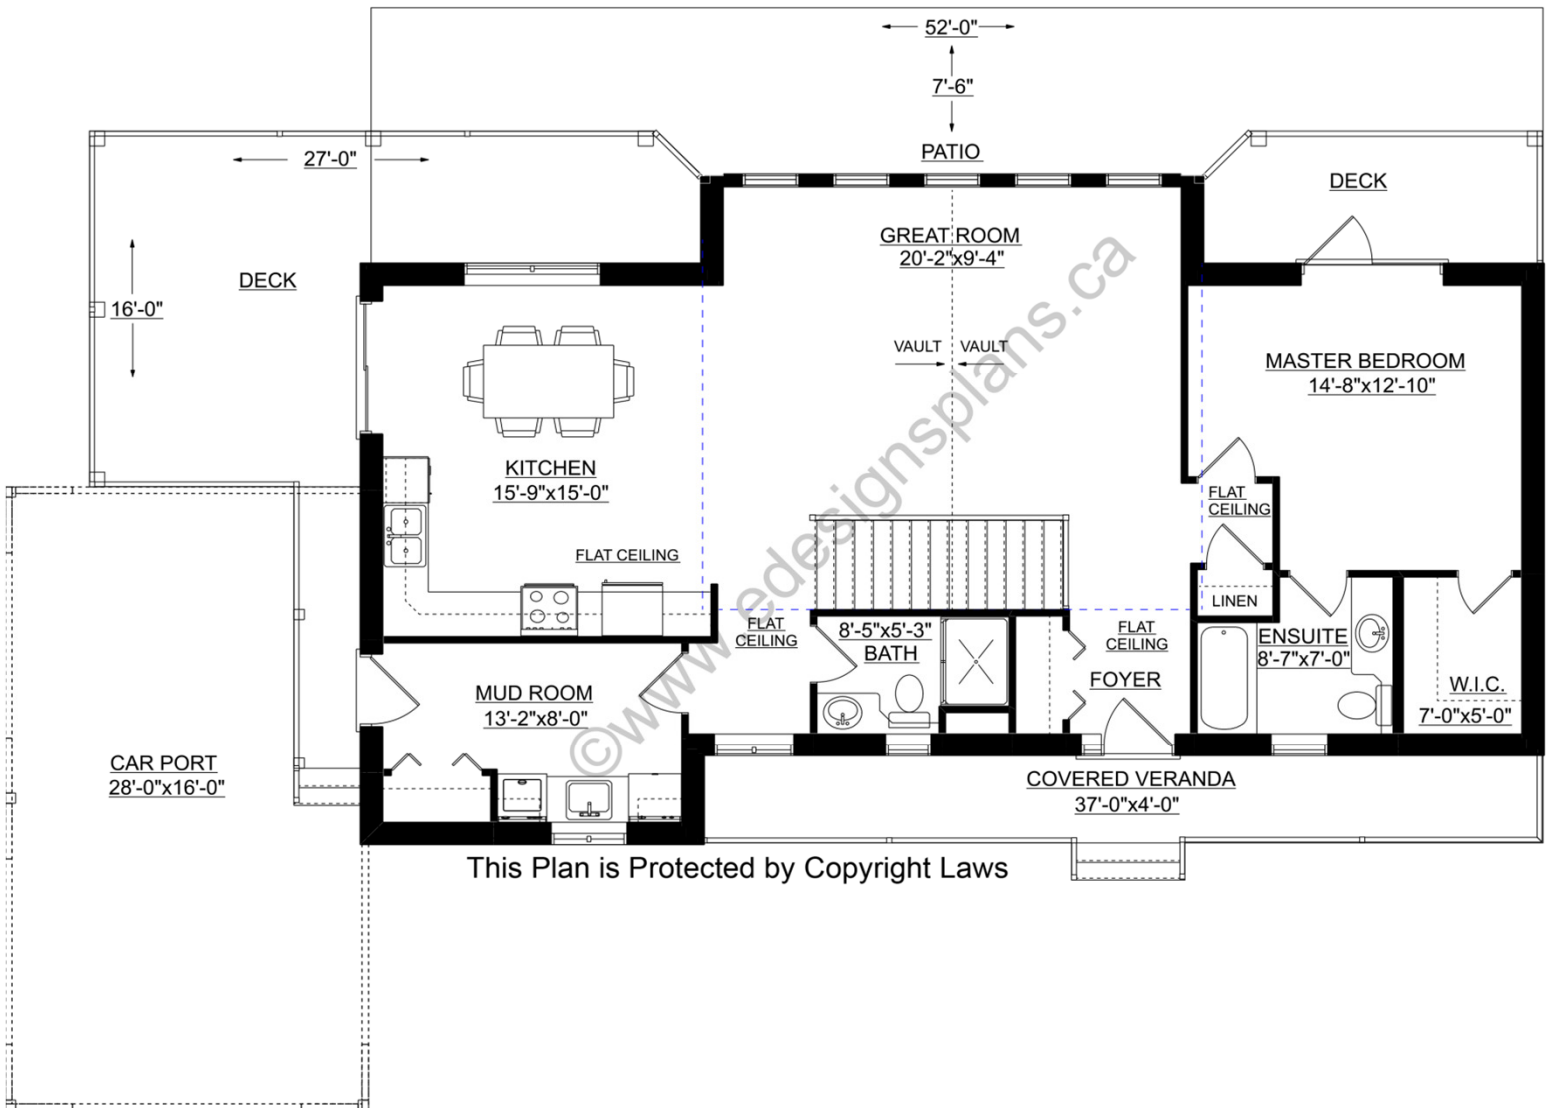 52'-0"
7'-6"
PATIO
27'-0"
DECK
16'-0"
DECK
GREAT ROOM
20'-2"x9'-4"
VAULT VAULT
MASTER BEDROOM
14'-8"x12'-10"
KITCHEN
15'-9"x15'-0"
FLAT CEILING
FLAT
CEILING
LINEN
FLAT
CEILING
8'-5"x5'-3"
BATH
FLAT
CEILING
FOYER
ENSUITE
8'-7"x7'-0"
W.I.C.
7'-0"x5'-0"
MUD ROOM
13'-2"x8'-0"
CAR PORT
28'-0"x16'-0"
COVERED VERANDA
37'-0"x4'-0"
©www.edesignsplans.ca
This Plan is Protected by Copyright Laws